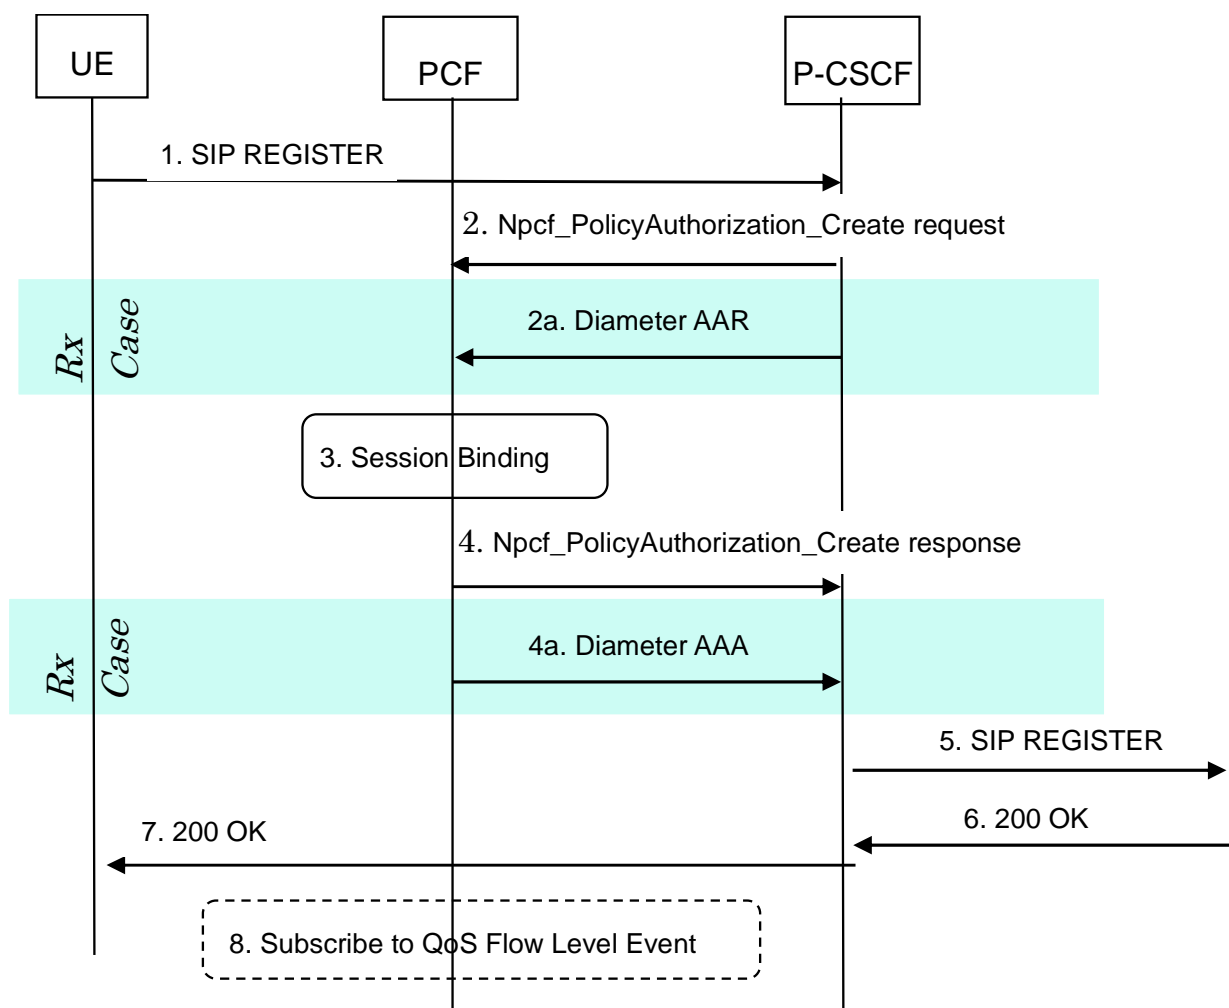 UE
PCF
P-CSCF
1. SIP REGISTER
2. Npcf_PolicyAuthorization_Create request
Rx
Case
2a. Diameter AAR
3. Session Binding
4. Npcf_PolicyAuthorization_Create response
Rx
Case
4a. Diameter AAA
5. SIP REGISTER
6. 200 OK
7. 200 OK
8. Subscribe to QoS Flow Level Event